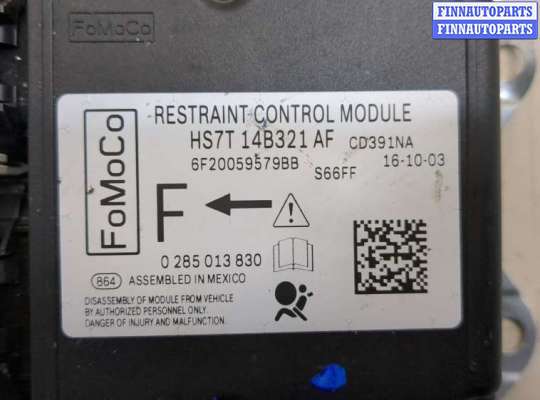 FINNAUTOPARTS
FINNAUTOPARTS
FoMoCo
RESTRAINT CONTROL MODULE
HS7T 14B321 AF CD391NA
6F20059579BB S66FF 16-10-03
FoMoCo
F
0 285 013 830
864 ASSEMBLED IN MEXICO
DISASSEMBLY OF MODULE FROM VEHICLE
BY AUTHORIZED PERSONNEL ONLY.
DANGER OF INJURY AND MALFUNCTION.